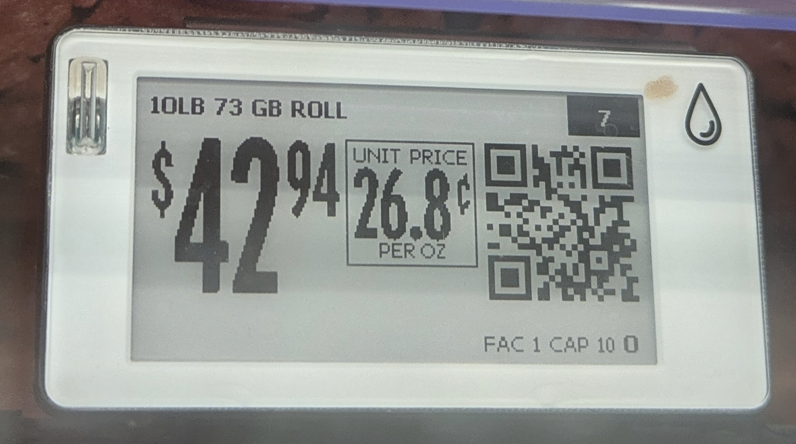 10LB 73 GB ROLL
7
$42 94
UNIT PRICE
26.8¢
PER OZ
FAC 1 CAP 10 0